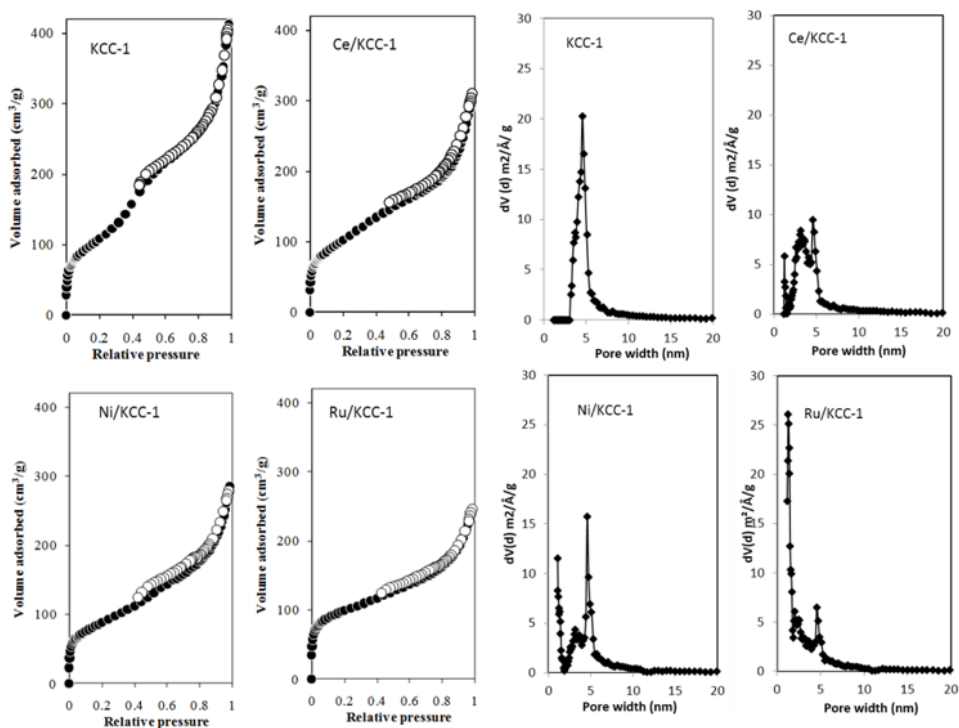 KCC-1
Volume adsorbed (cm³/g)
400
300
200
100
0
0 0.2 0.4 0.6 0.8 1
Relative pressure
Ce/KCC-1
Volume adsorbed (cm³/g)
400
300
200
100
0
0 0.2 0.4 0.6 0.8 1
Relative pressure
KCC-1
dV (d) m2/Å/ g
30
25
20
15
10
5
0
0 5 10 15 20
Pore width (nm)
Ce/KCC-1
dV (d) m2/Å/ g
30
25
20
15
10
5
0
0 5 10 15 20
Pore width (nm)
Ni/KCC-1
Volume adsorbed (cm³/g)
400
300
200
100
0
0 0.2 0.4 0.6 0.8 1
Relative pressure
Ru/KCC-1
Volume adsorbed (cm³/g)
400
300
200
100
0
0 0.2 0.4 0.6 0.8 1
Relative pressure
Ni/KCC-1
dV(d) m2/Å/g
30
25
20
15
10
5
0
0 5 10 15 20
Pore width (nm)
Ru/KCC-1
dV(d) m²/Å/g
30
25
20
15
10
5
0
0 5 10 15 20
Pore width (nm)